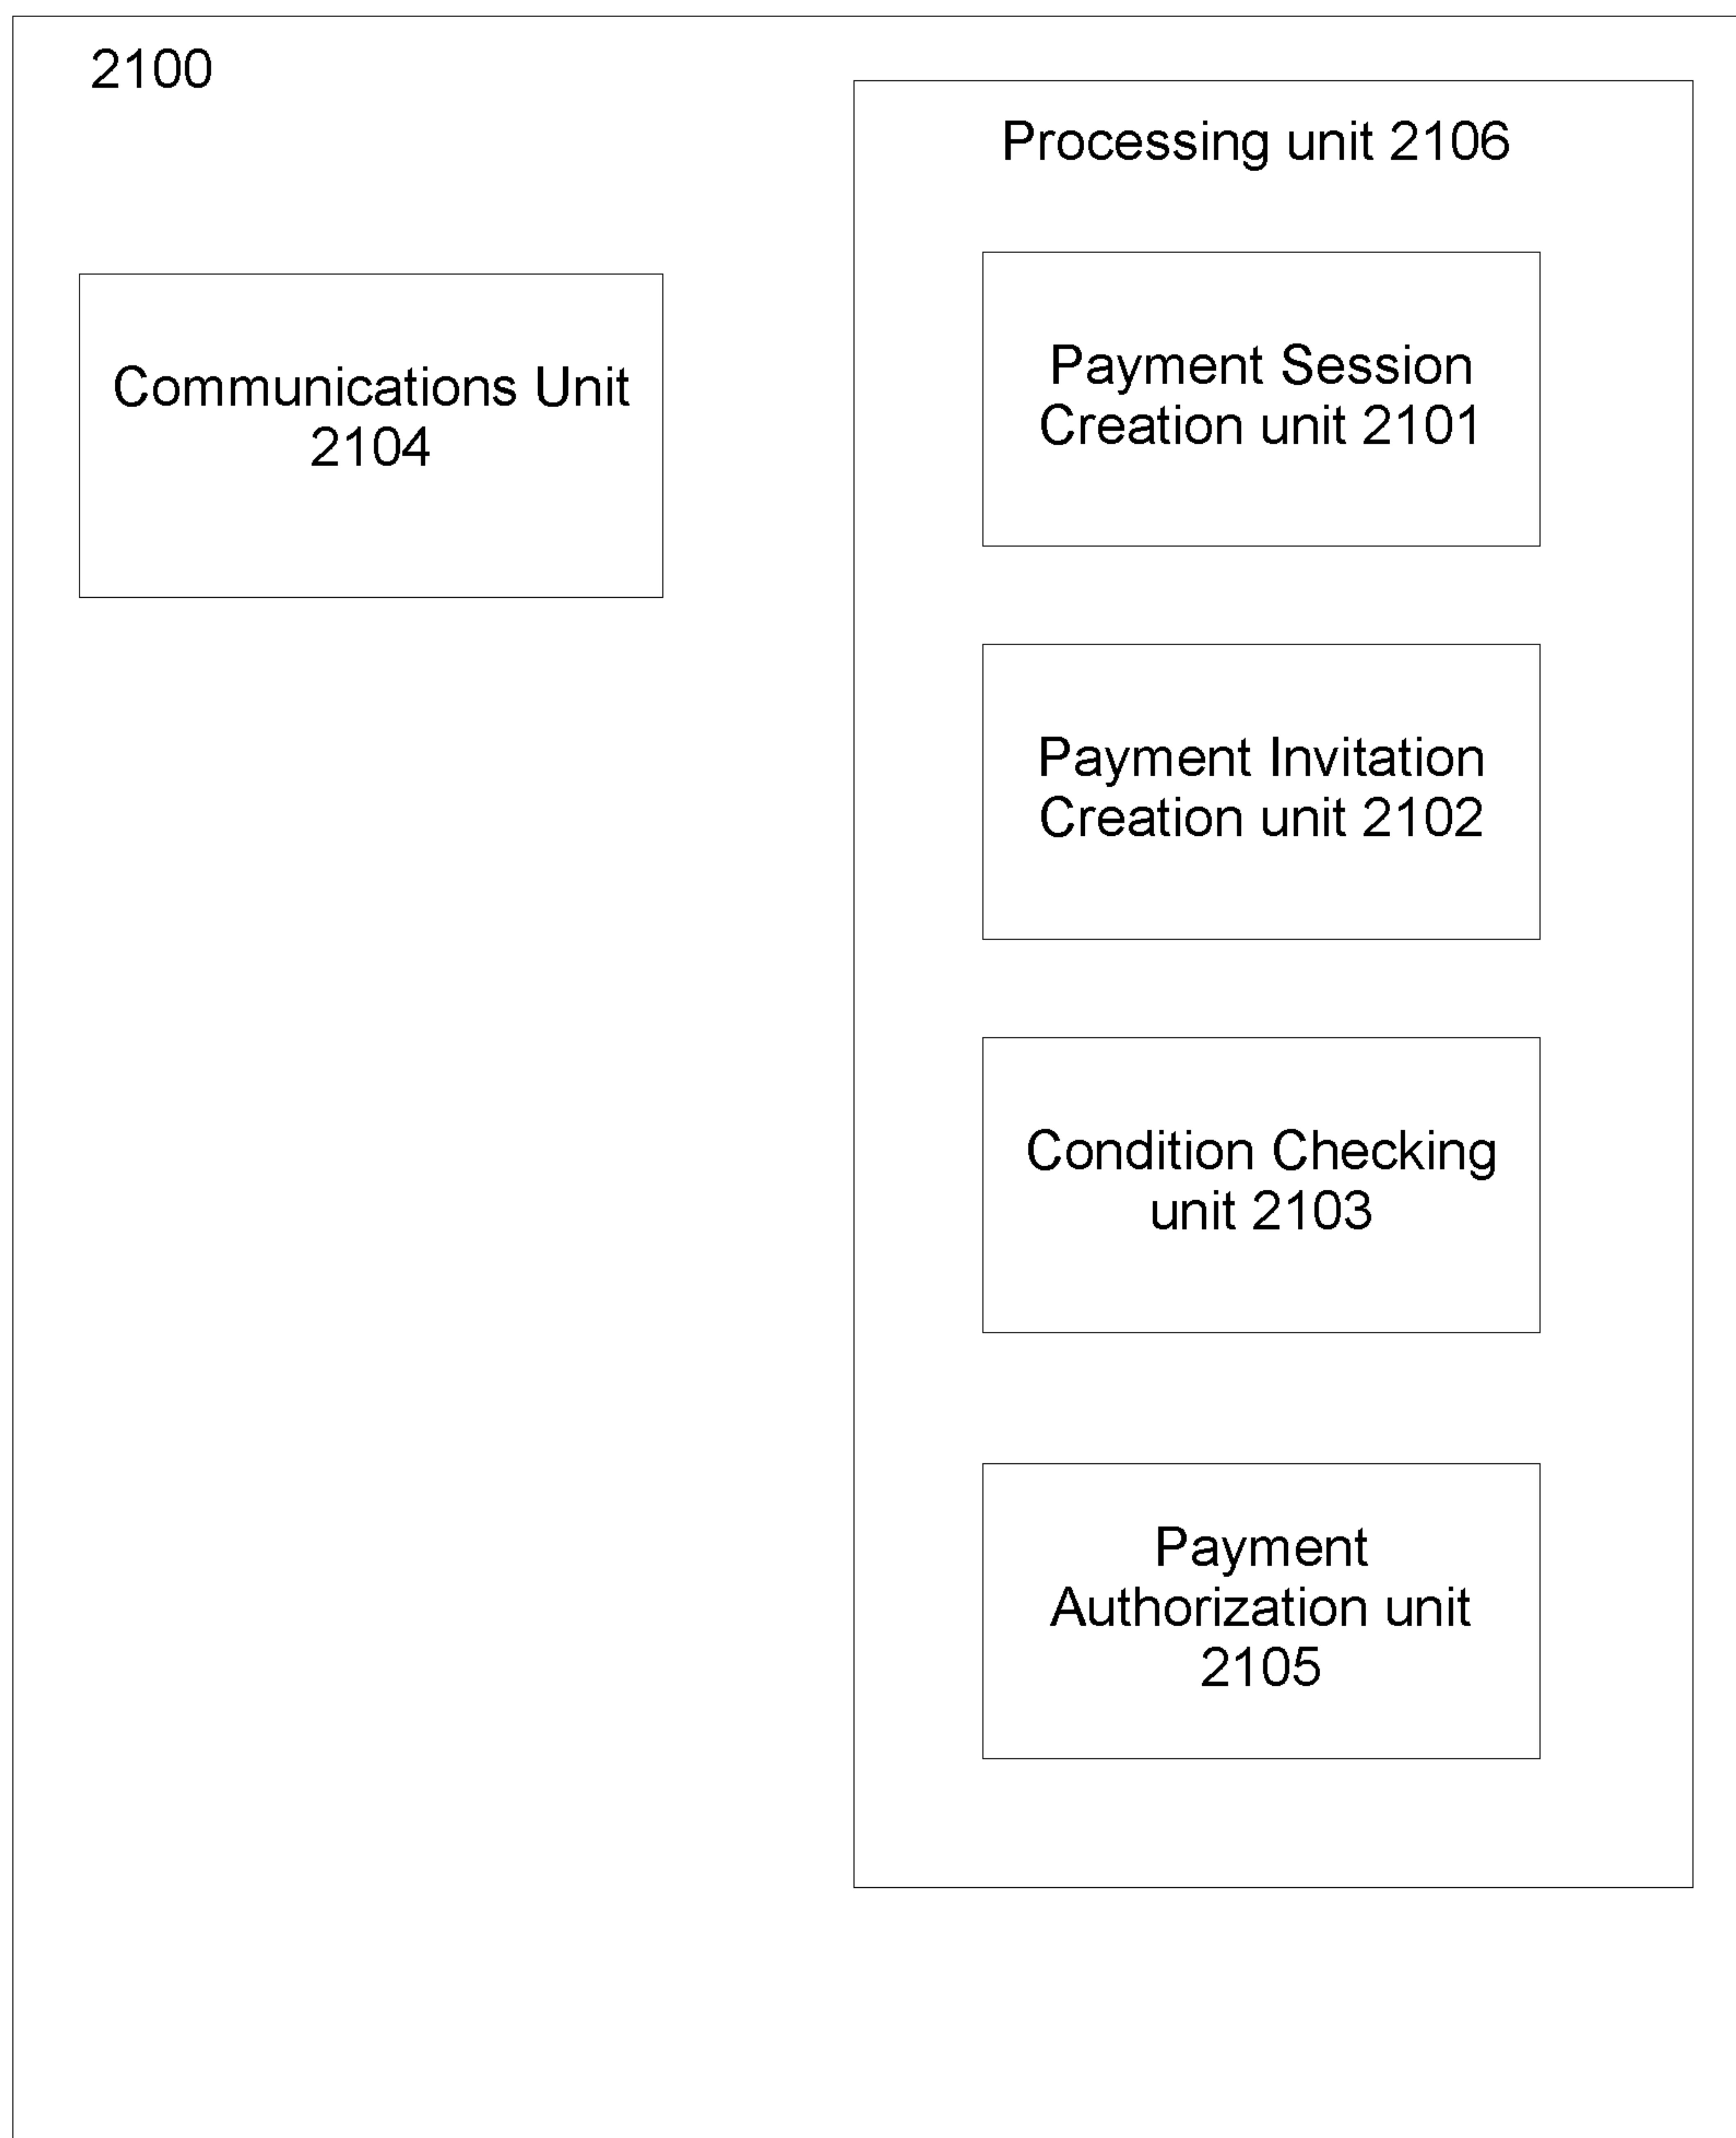 2100
Processing unit 2106
Communications Unit
2104
Payment Session
Creation unit 2101
Payment Invitation
Creation unit 2102
Condition Checking
unit 2103
Payment
Authorization unit
2105